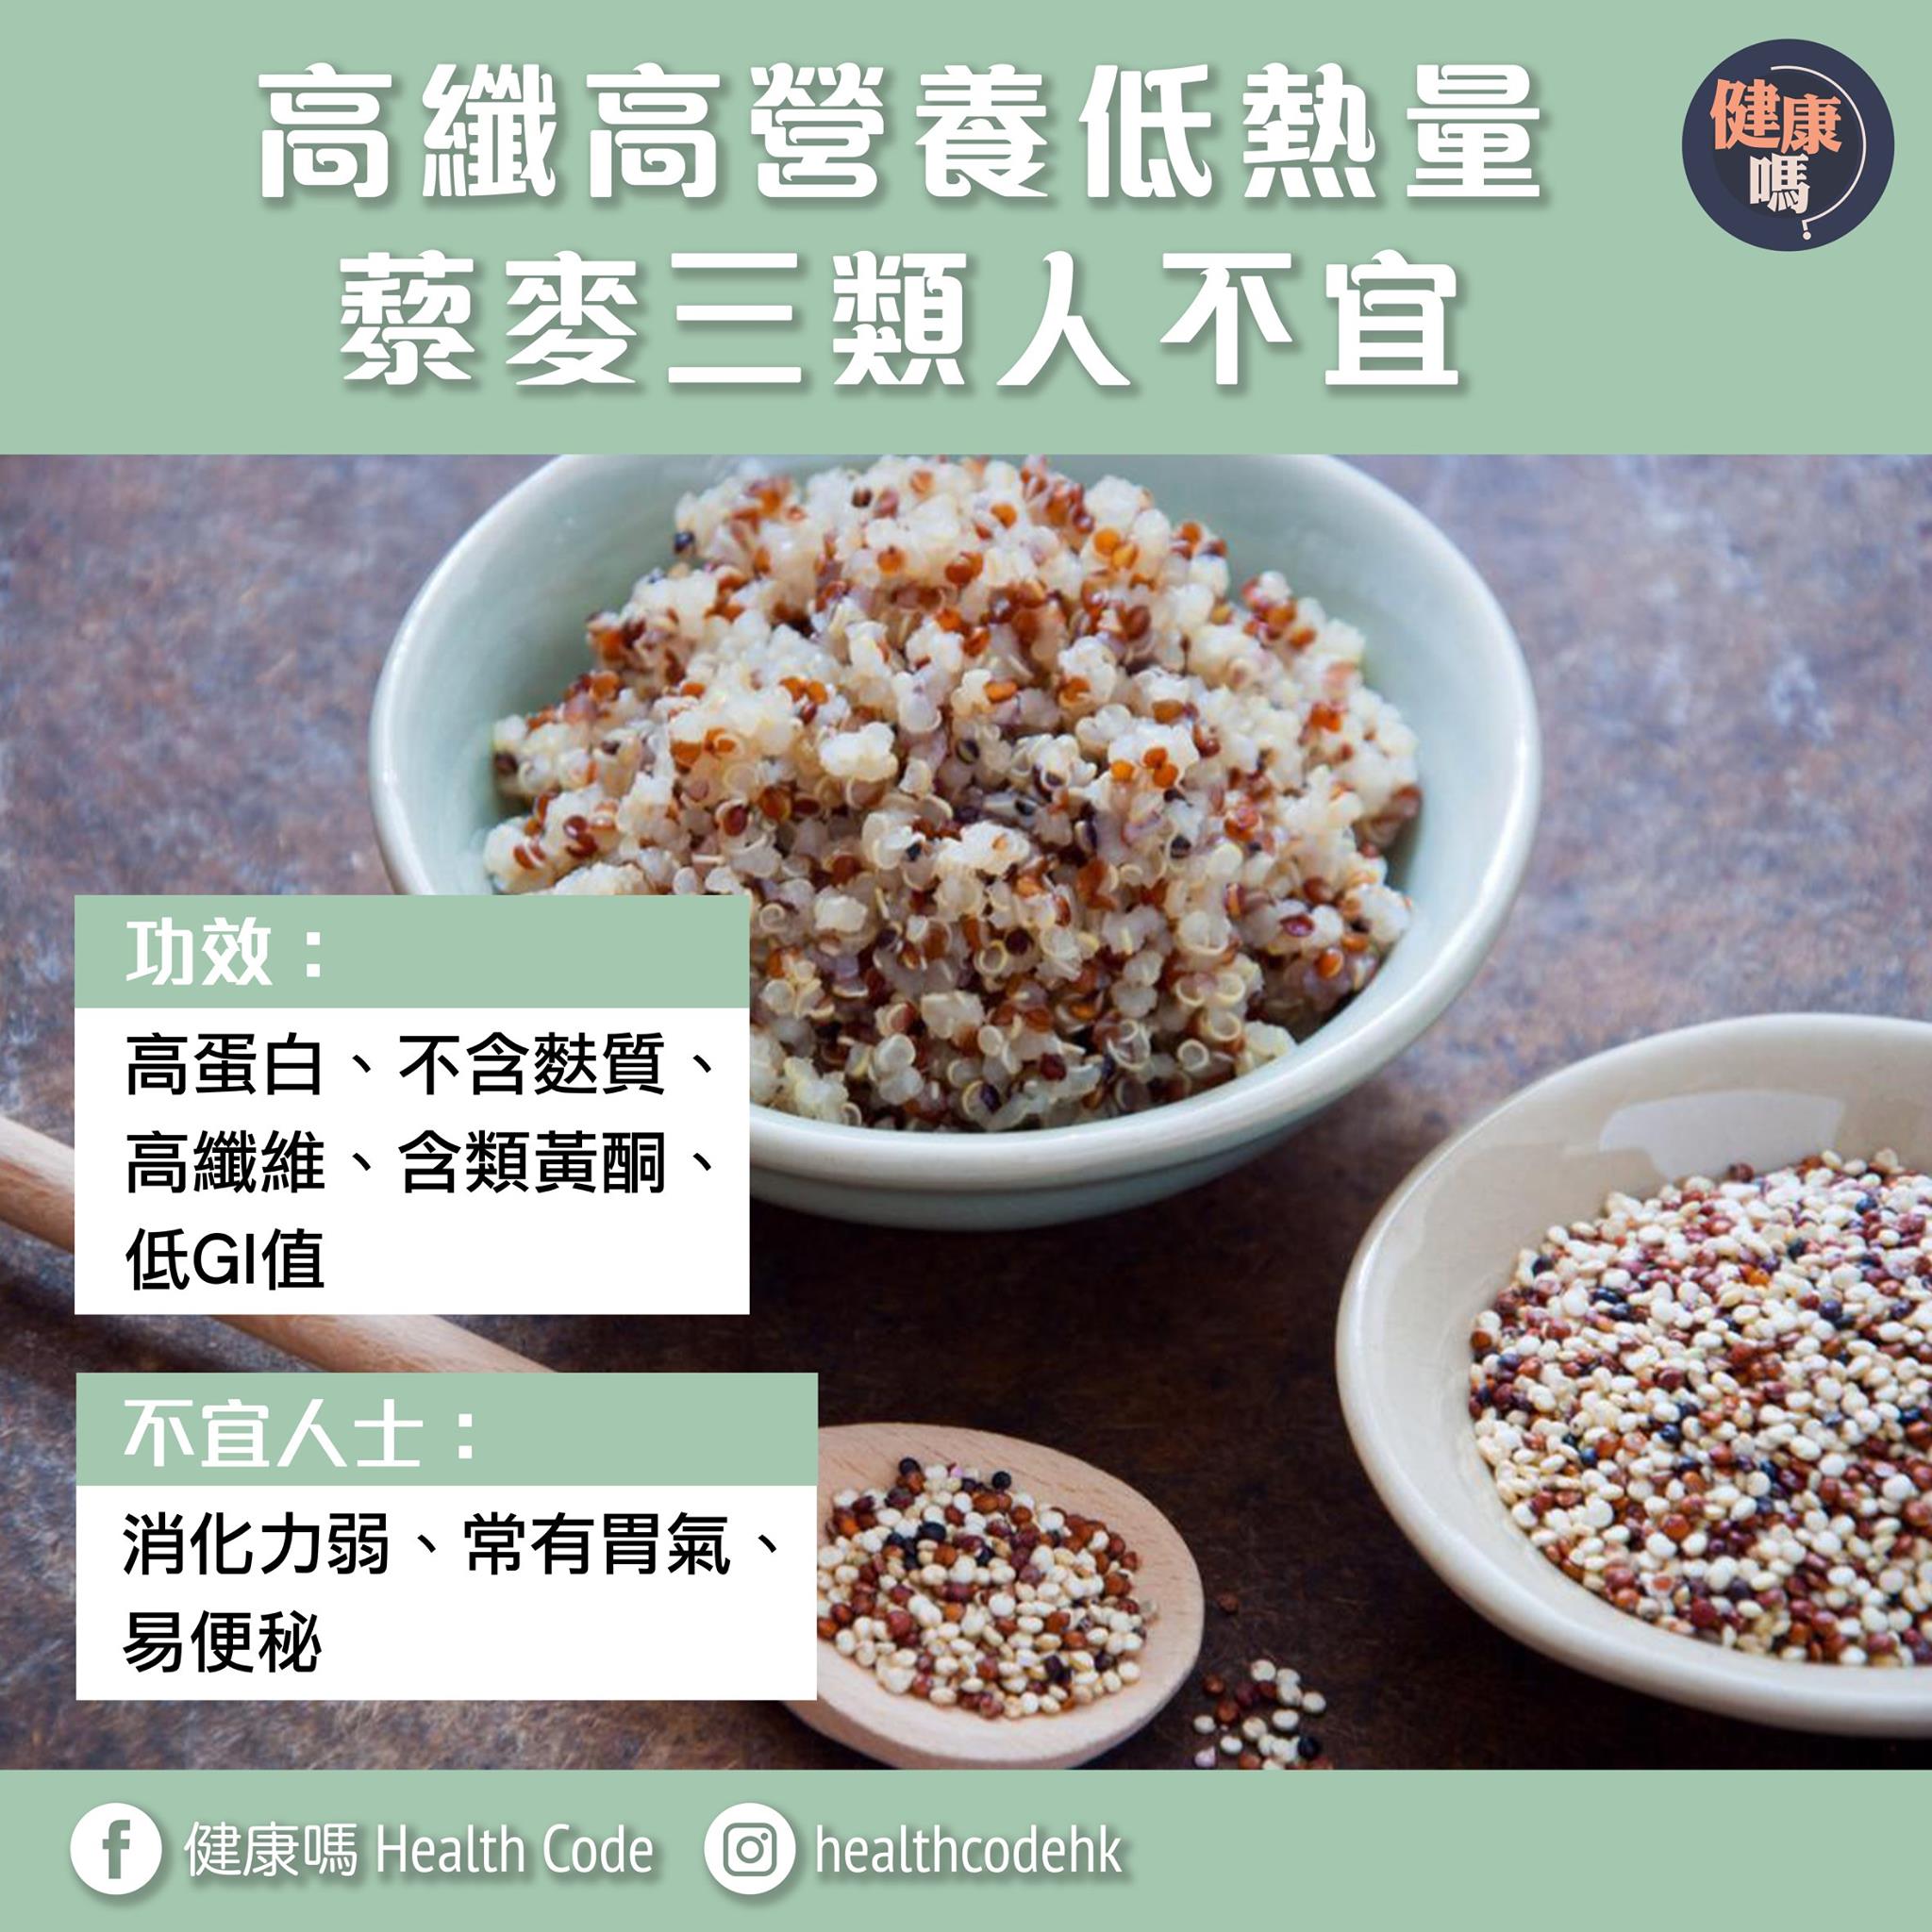 高纖高營養低熱量
藜麥三類人不宜
健康
嗎?
功效：
高蛋白、不含麩質、
高纖維、含類黃酮、
低GI值
不宜人士：
消化力弱、常有胃氣、
易便秘
健康嗎 Health Code
healthcodehk